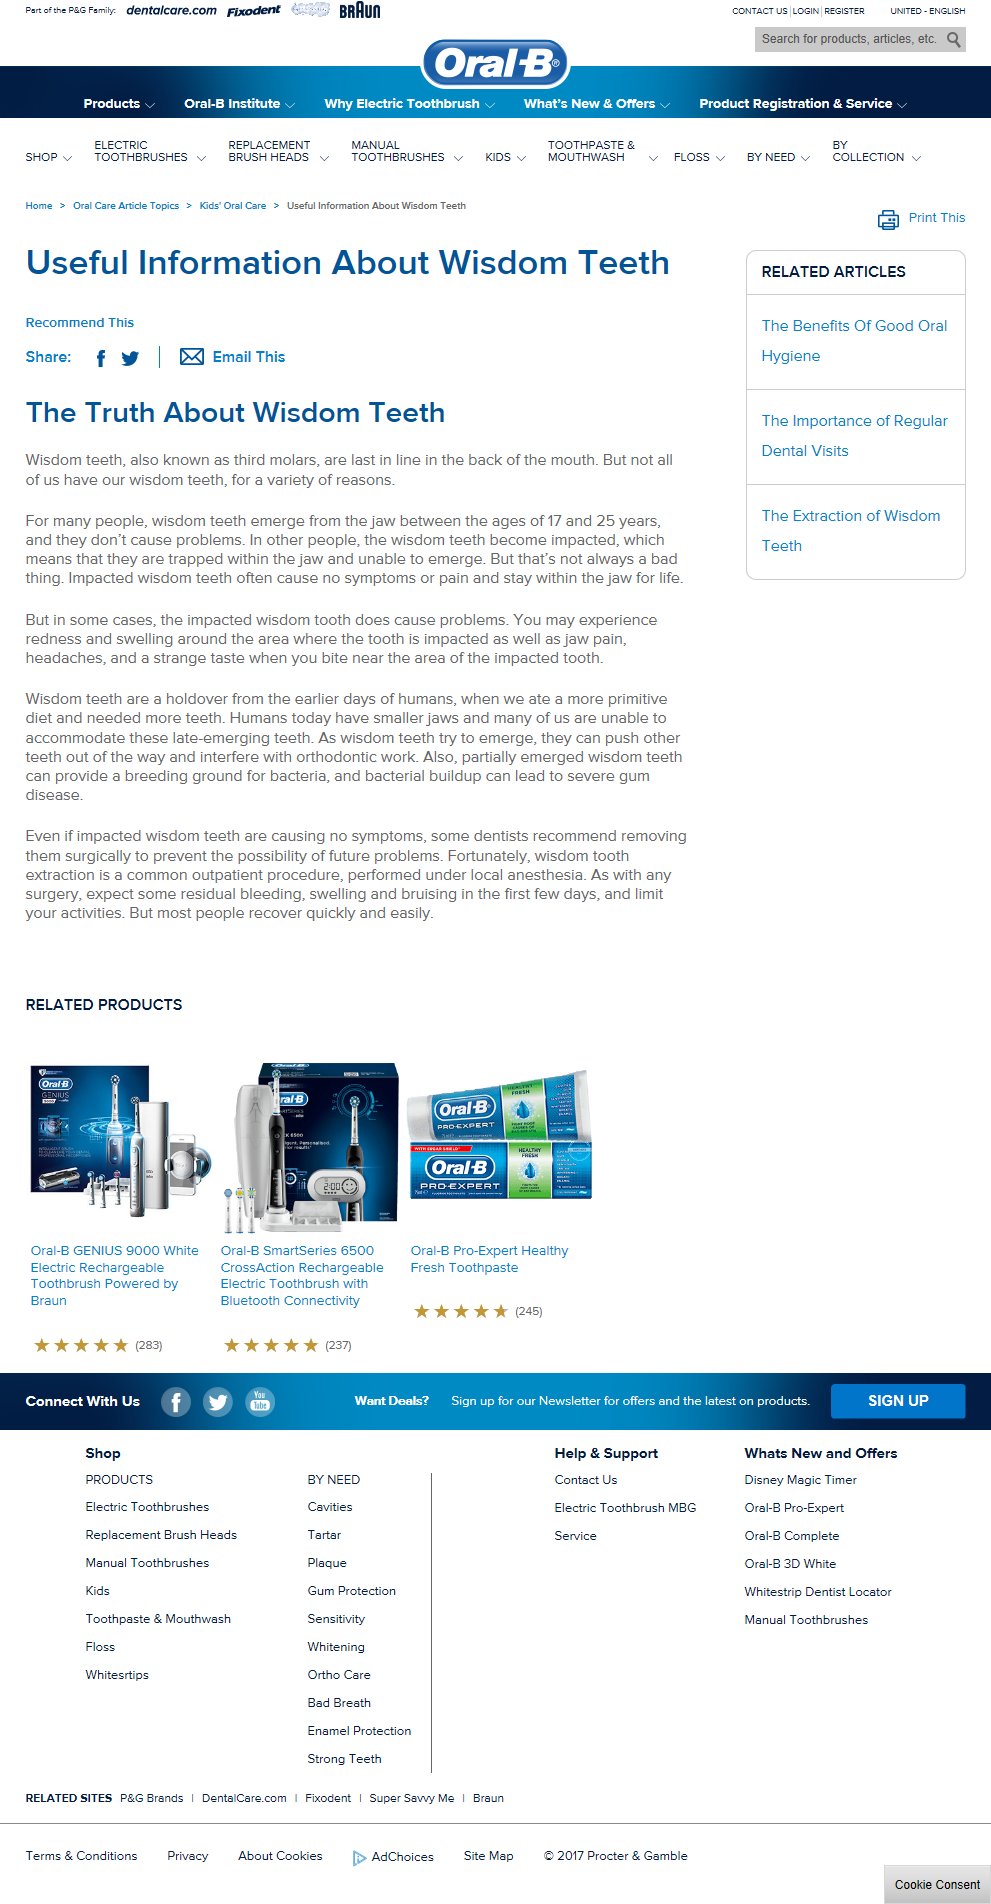 Part of the P&G Family:
dentalcare.com
Fixodent
BRAUN
CONTACT US | LOGIN | REGISTER
UNITED - ENGLISH
Search for products, articles, etc.
Oral-B®
Products
Oral-B Institute
Why Electric Toothbrush
What's New & Offers
Product Registration & Service
SHOP
ELECTRIC
TOOTHBRUSHES
REPLACEMENT
BRUSH HEADS
MANUAL
TOOTHBRUSHES
KIDS
TOOTHPASTE &
MOUTHWASH
FLOSS
BY NEED
BY
COLLECTION
Home > Oral Care Article Topics > Kids' Oral Care > Useful Information About Wisdom Teeth
Print This
Useful Information About Wisdom Teeth
Recommend This
Share:
Email This
The Truth About Wisdom Teeth
Wisdom teeth, also known as third molars, are last in line in the back of the mouth. But not all
of us have our wisdom teeth, for a variety of reasons.
For many people, wisdom teeth emerge from the jaw between the ages of 17 and 25 years,
and they don't cause problems. In other people, the wisdom teeth become impacted, which
means that they are trapped within the jaw and unable to emerge. But that's not always a bad
thing. Impacted wisdom teeth often cause no symptoms or pain and stay within the jaw for life.
But in some cases, the impacted wisdom tooth does cause problems. You may experience
redness and swelling around the area where the tooth is impacted as well as jaw pain,
headaches, and a strange taste when you bite near the area of the impacted tooth.
Wisdom teeth are a holdover from the earlier days of humans, when we ate a more primitive
diet and needed more teeth. Humans today have smaller jaws and many of us are unable to
accommodate these late-emerging teeth. As wisdom teeth try to emerge, they can push other
teeth out of the way and interfere with orthodontic work. Also, partially emerged wisdom teeth
can provide a breeding ground for bacteria, and bacterial buildup can lead to severe gum
disease.
Even if impacted wisdom teeth are causing no symptoms, some dentists recommend removing
them surgically to prevent the possibility of future problems. Fortunately, wisdom tooth
extraction is a common outpatient procedure, performed under local anesthesia. As with any
surgery, expect some residual bleeding, swelling and bruising in the first few days, and limit
your activities. But most people recover quickly and easily.
RELATED ARTICLES
The Benefits Of Good Oral
Hygiene
The Importance of Regular
Dental Visits
The Extraction of Wisdom
Teeth
RELATED PRODUCTS
Oral-B
GENIUS
2:00
Oral-B
PRO-EXPERT
HEALTHY
FRESH
Oral-B
PRO-EXPERT
HEALTHY
FRESH
Oral-B GENIUS 9000 White
Electric Rechargeable
Toothbrush Powered by
Braun
(283)
Oral-B SmartSeries 6500
CrossAction Rechargeable
Electric Toothbrush with
Bluetooth Connectivity
(237)
Oral-B Pro-Expert Healthy
Fresh Toothpaste
(245)
Connect With Us
You
Tube
Want Deals?
Sign up for our Newsletter for offers and the latest on products.
SIGN UP
Shop
PRODUCTS
Electric Toothbrushes
Replacement Brush Heads
Manual Toothbrushes
Kids
Toothpaste & Mouthwash
Floss
Whitesrtips
BY NEED
Cavities
Tartar
Plaque
Gum Protection
Sensitivity
Whitening
Ortho Care
Bad Breath
Enamel Protection
Strong Teeth
Help & Support
Contact Us
Electric Toothbrush MBG
Service
Whats New and Offers
Disney Magic Timer
Oral-B Pro-Expert
Oral-B Complete
Oral-B 3D White
Whitestrip Dentist Locator
Manual Toothbrushes
RELATED SITES P&G Brands | DentalCare.com | Fixodent | Super Savvy Me | Braun
Terms & Conditions
Privacy
About Cookies
AdChoices
Site Map
© 2017 Procter & Gamble
Cookie Consent